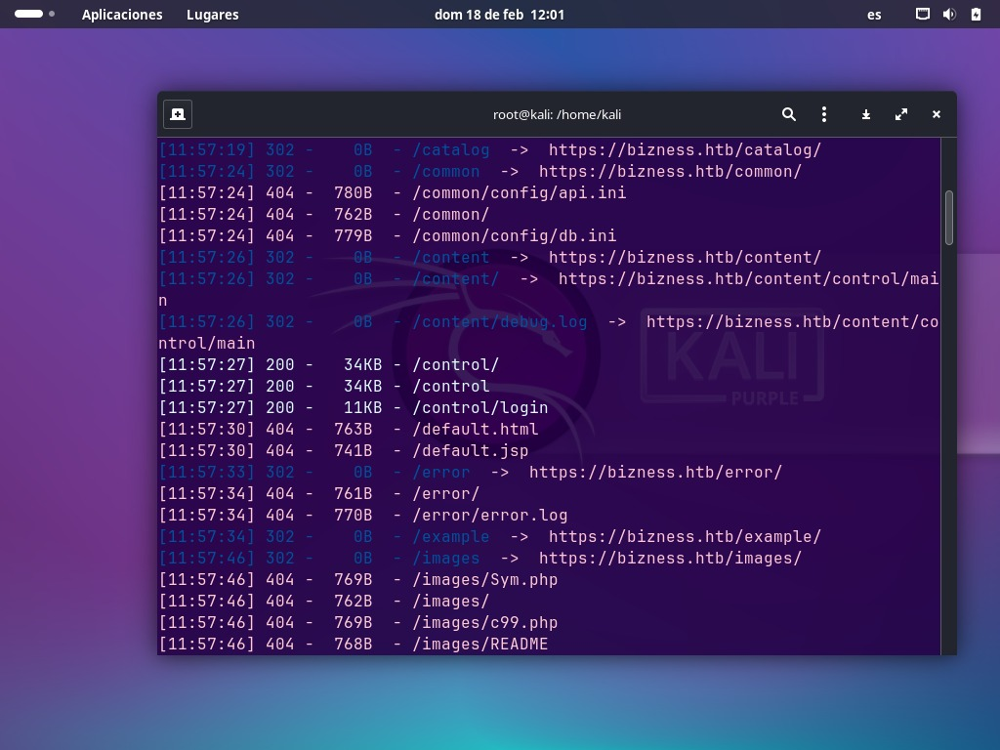 Aplicaciones Lugares dom 18 de feb 12:01 es
root@kali: /home/kali
[11:57:19] 302 -    0B  - /catalog  ->  https://bizness.htb/catalog/
[11:57:24] 302 -    0B  - /common  ->  https://bizness.htb/common/
[11:57:24] 404 -  780B  - /common/config/api.ini
[11:57:24] 404 -  762B  - /common/
[11:57:24] 404 -  779B  - /common/config/db.ini
[11:57:26] 302 -    0B  - /content  ->  https://bizness.htb/content/
[11:57:26] 302 -    0B  - /content/  ->  https://bizness.htb/content/control/mai
n
[11:57:26] 302 -    0B  - /content/debug.log  ->  https://bizness.htb/content/co
ntrol/main
[11:57:27] 200 -   34KB - /control/
[11:57:27] 200 -   34KB - /control
[11:57:27] 200 -   11KB - /control/login
[11:57:30] 404 -  763B  - /default.html
[11:57:30] 404 -  741B  - /default.jsp
[11:57:33] 302 -    0B  - /error  ->  https://bizness.htb/error/
[11:57:34] 404 -  761B  - /error/
[11:57:34] 404 -  770B  - /error/error.log
[11:57:34] 302 -    0B  - /example  ->  https://bizness.htb/example/
[11:57:46] 302 -    0B  - /images  ->  https://bizness.htb/images/
[11:57:46] 404 -  769B  - /images/Sym.php
[11:57:46] 404 -  762B  - /images/
[11:57:46] 404 -  769B  - /images/c99.php
[11:57:46] 404 -  768B  - /images/README
KALI
PURPLE